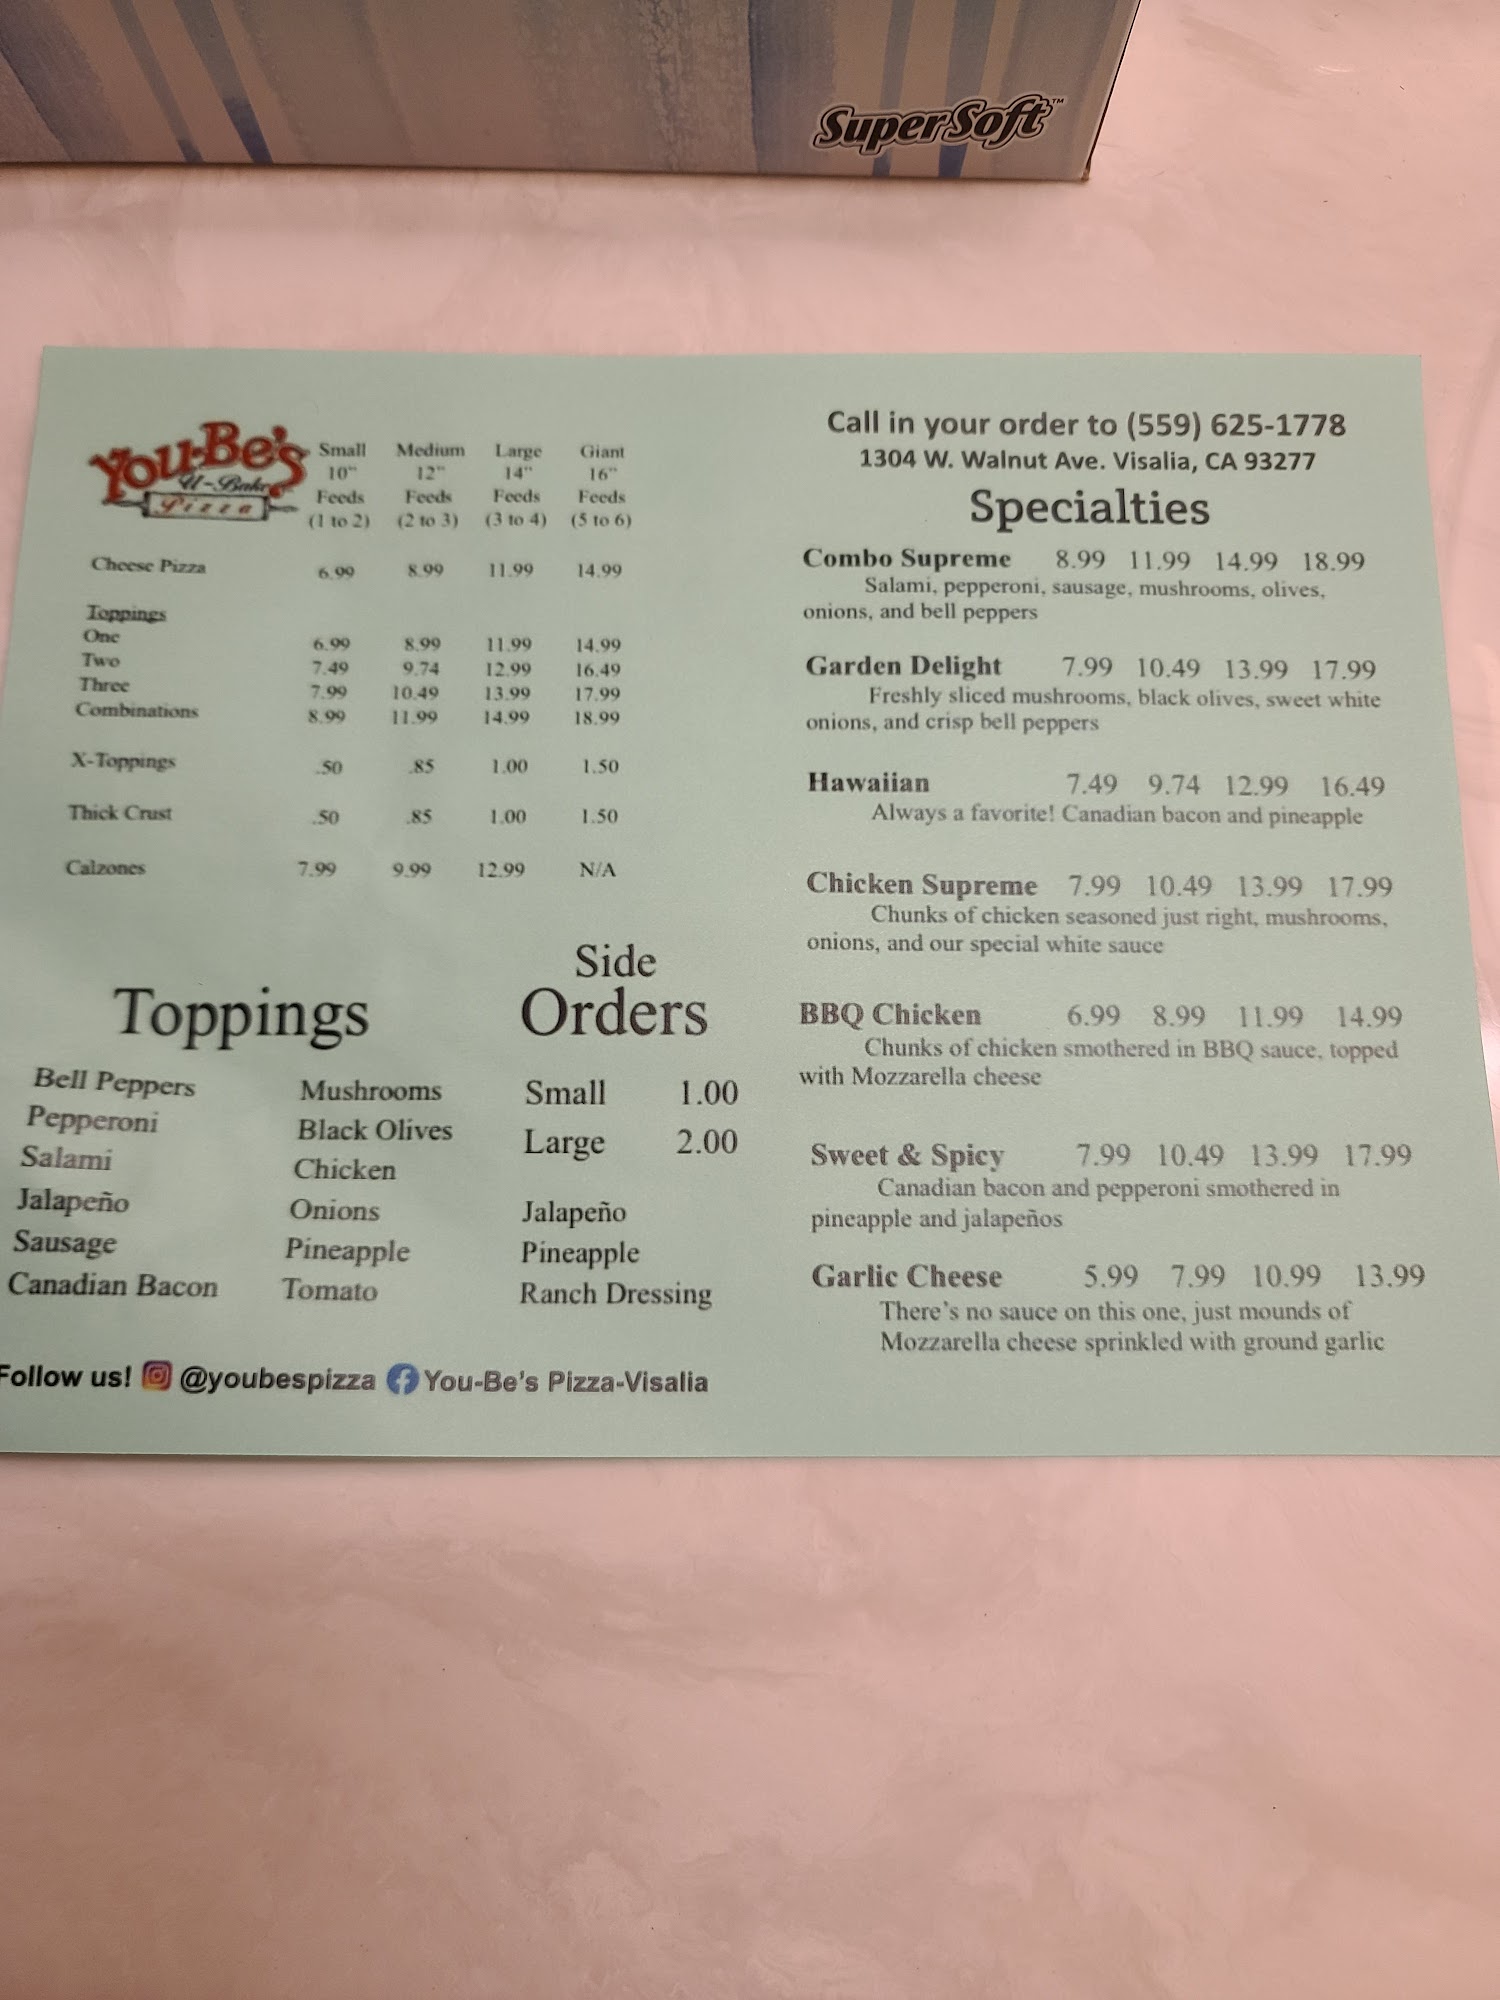 SuperSoft™
You-Be's
U-Bake
Pizza
Small Medium Large Giant
10" 12" 14" 16"
Feeds Feeds Feeds Feeds
(1 to 2) (2 to 3) (3 to 4) (5 to 6)
Cheese Pizza 6.99 8.99 11.99 14.99
Toppings
One 6.99 8.99 11.99 14.99
Two 7.49 9.74 12.99 16.49
Three 7.99 10.49 13.99 17.99
Combinations 8.99 11.99 14.99 18.99
X-Toppings .50 .85 1.00 1.50
Thick Crust .50 .85 1.00 1.50
Calzones 7.99 9.99 12.99 N/A
Toppings
Bell Peppers Mushrooms
Pepperoni Black Olives
Salami Chicken
Jalapeño Onions
Sausage Pineapple
Canadian Bacon Tomato
Side
Orders
Small 1.00
Large 2.00
Jalapeño
Pineapple
Ranch Dressing
Follow us! @youbespizza You-Be's Pizza-Visalia
Call in your order to (559) 625-1778
1304 W. Walnut Ave. Visalia, CA 93277
Specialties
Combo Supreme 8.99 11.99 14.99 18.99
Salami, pepperoni, sausage, mushrooms, olives,
onions, and bell peppers
Garden Delight 7.99 10.49 13.99 17.99
Freshly sliced mushrooms, black olives, sweet white
onions, and crisp bell peppers
Hawaiian 7.49 9.74 12.99 16.49
Always a favorite! Canadian bacon and pineapple
Chicken Supreme 7.99 10.49 13.99 17.99
Chunks of chicken seasoned just right, mushrooms,
onions, and our special white sauce
BBQ Chicken 6.99 8.99 11.99 14.99
Chunks of chicken smothered in BBQ sauce, topped
with Mozzarella cheese
Sweet & Spicy 7.99 10.49 13.99 17.99
Canadian bacon and pepperoni smothered in
pineapple and jalapeños
Garlic Cheese 5.99 7.99 10.99 13.99
There's no sauce on this one, just mounds of
Mozzarella cheese sprinkled with ground garlic